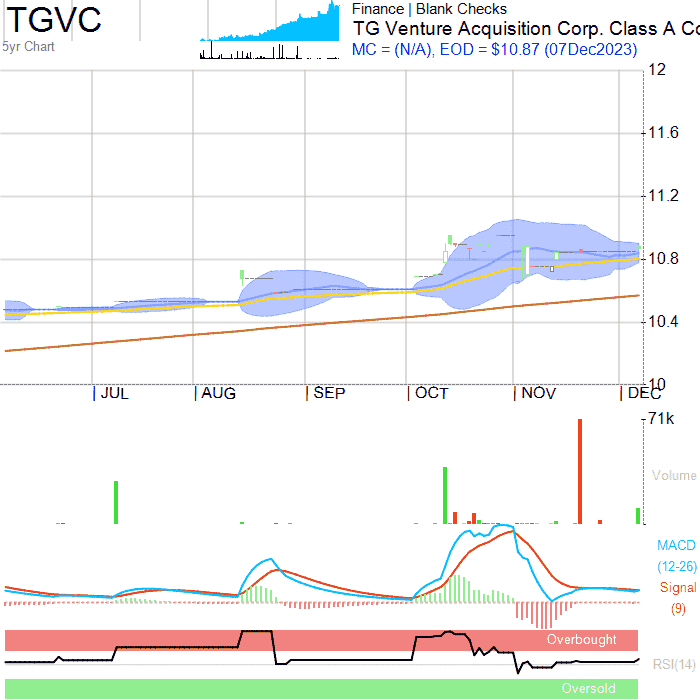 TGVC
5yr Chart
Finance | Blank Checks
TG Venture Acquisition Corp. Class A Co
MC = (N/A), EOD = $10.87 (07Dec2023)
12
11.6
11.2
10.8
10.4
10
JUL AUG SEP OCT NOV DEC
71k
Volume
MACD
(12-26)
Signal
(9)
Overbought
RSI(14)
Oversold